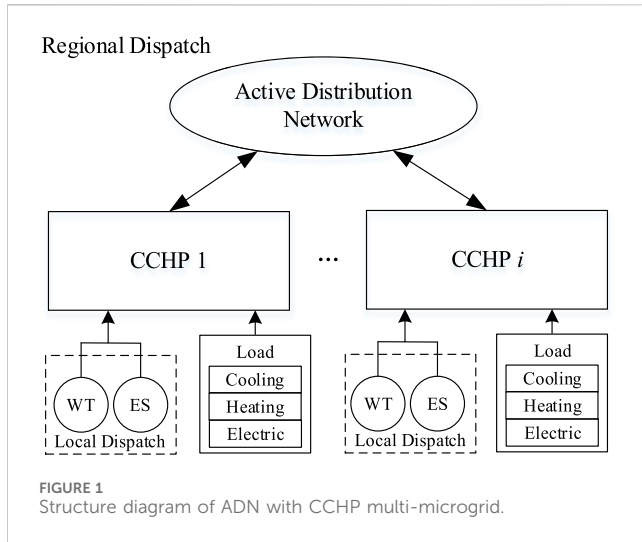 Regional Dispatch
Active Distribution
Network
CCHP 1
...
CCHP i
WT
ES
Local Dispatch
Load
Cooling
Heating
Electric
WT
ES
Local Dispatch
Load
Cooling
Heating
Electric
FIGURE 1
Structure diagram of ADN with CCHP multi-microgrid.